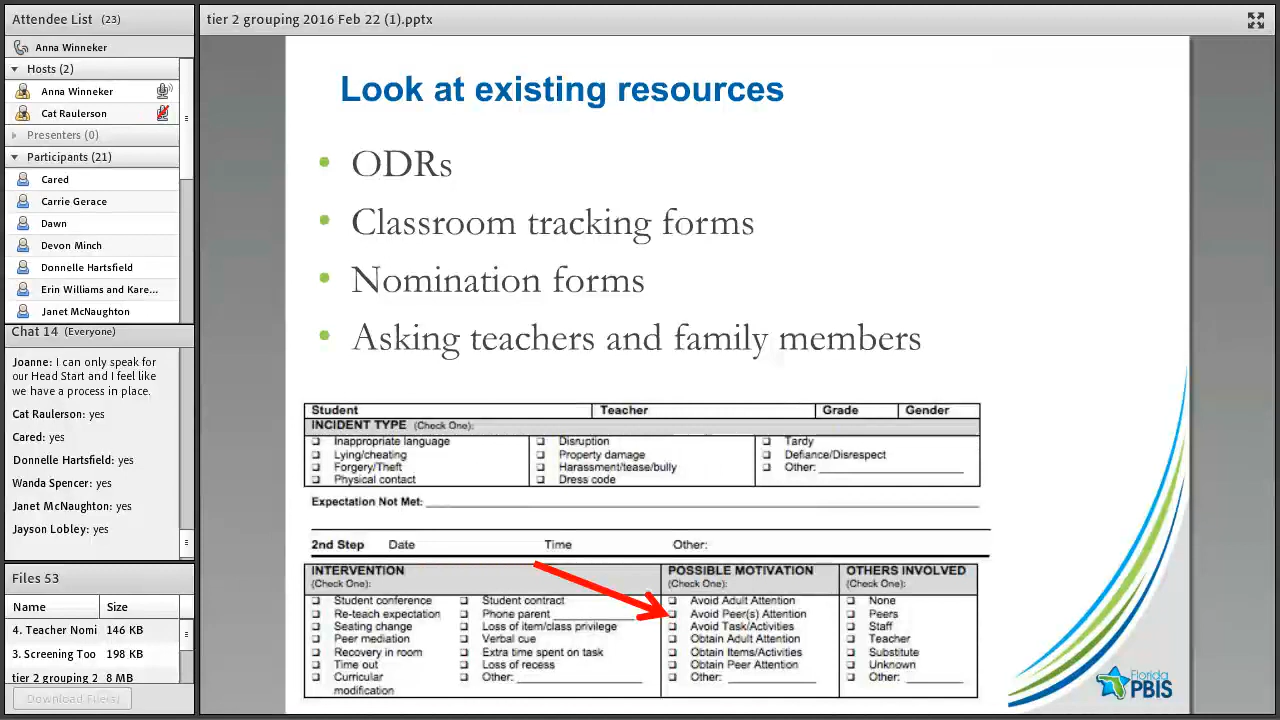 Attendee List (23)
Anna Winneker
Hosts (2)
Anna Winneker
Cat Raulerson
Presenters (0)
Participants (21)
Cared
Carrie Gerace
Dawn
Devon Minch
Donnelle Hartsfield
Erin Williams and Kare...
Janet McNaughton
Chat 14 (Everyone)
Joanne: I can only speak for
our Head Start and I feel like
we have a process in place.
Cat Raulerson: yes
Cared: yes
Donnelle Hartsfield: yes
Wanda Spencer: yes
Janet McNaughton: yes
Jayson Lobley: yes
Files 53
Name Size
4. Teacher Nomi 146 KB
3. Screening Too 198 KB
tier 2 grouping 2 8 MB
Download File(s)
tier 2 grouping 2016 Feb 22 (1).pptx
Look at existing resources
• ODRs
• Classroom tracking forms
• Nomination forms
• Asking teachers and family members
Student Teacher Grade Gender
INCIDENT TYPE (Check One):
Inappropriate language Disruption Tardy
Lying/cheating Property damage Defiance/Disrespect
Forgery/Theft Harassment/tease/bully Other:
Physical contact Dress code
Expectation Not Met:
2nd Step Date Time Other:
INTERVENTION POSSIBLE MOTIVATION OTHERS INVOLVED
(Check One): (Check One): (Check One):
Student conference Student contract Avoid Adult Attention None
Re-teach expectation Phone parent Avoid Peer(s) Attention Peers
Seating change Loss of item/class privilege Avoid Task/Activities Staff
Peer mediation Verbal cue Obtain Adult Attention Teacher
Recovery in room Extra time spent on task Obtain Items/Activities Substitute
Time out Loss of recess Obtain Peer Attention Unknown
Curricular Other: Other: Other:
modification
Florida
PBIS